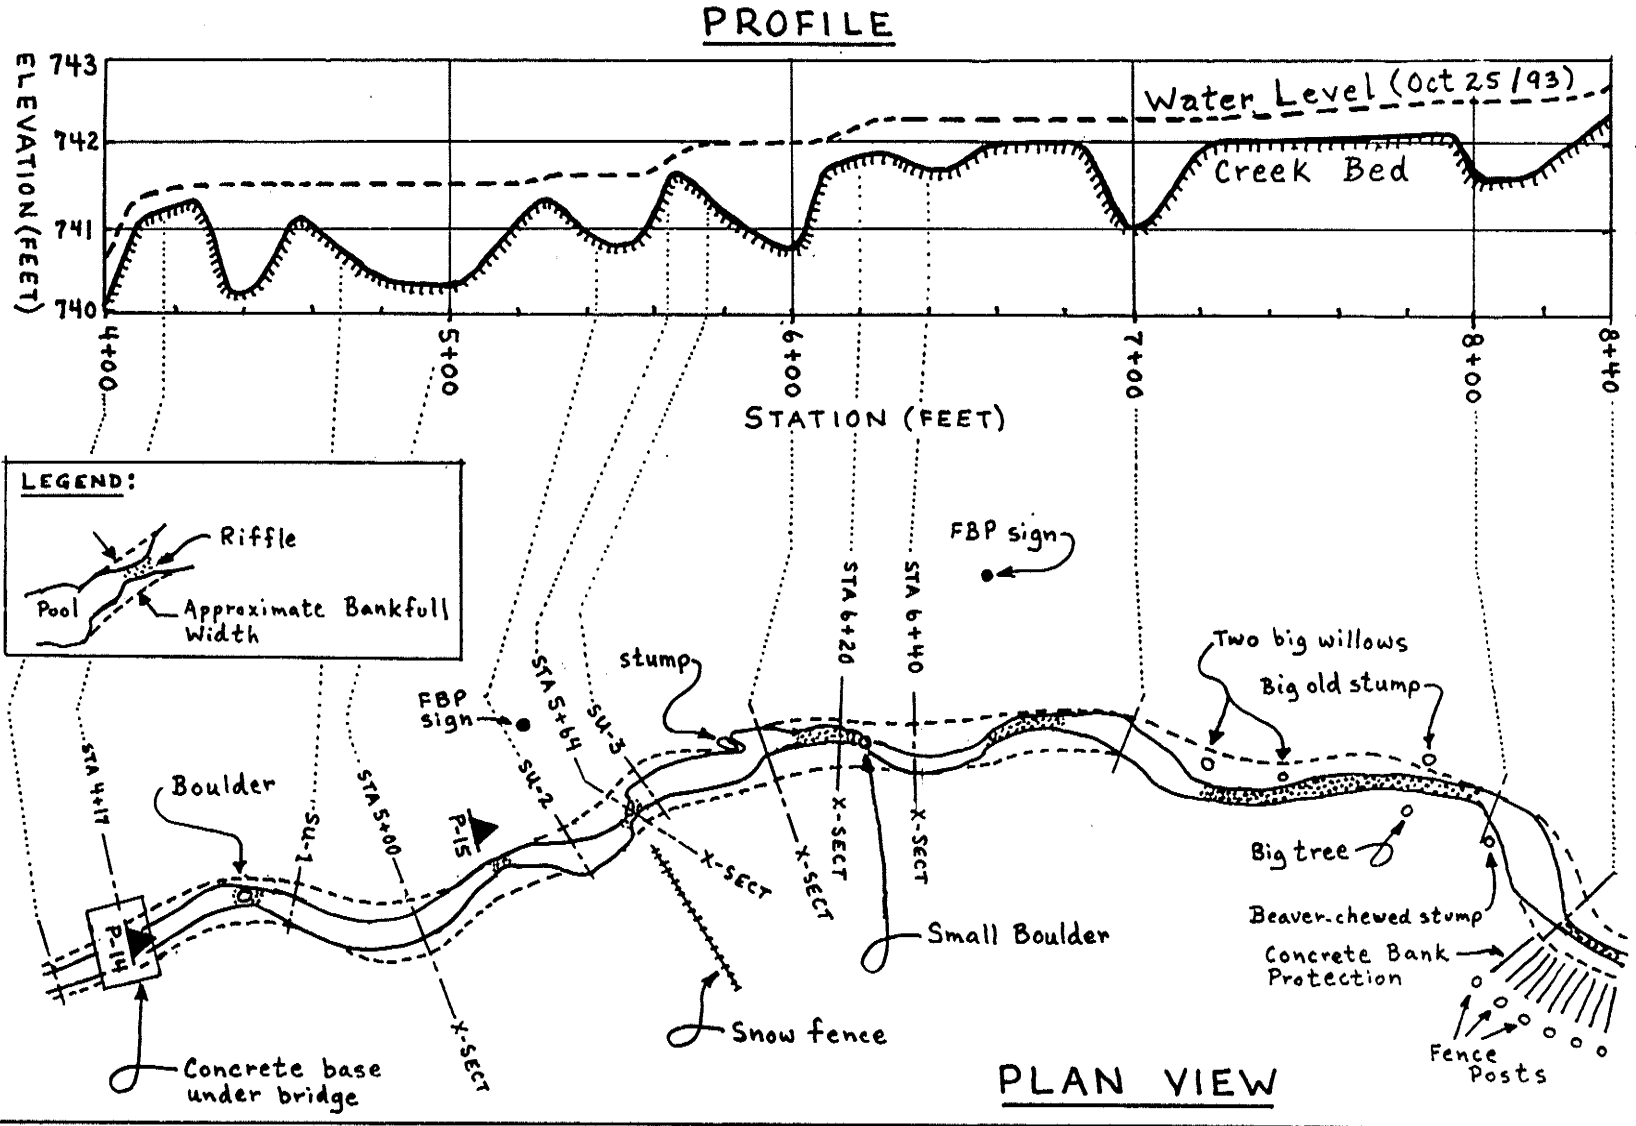 PROFILE
ELEVATION (FEET)
743
742
741
740
Water Level (Oct 25/93)
Creek Bed
4+00
5+00
6+00
7+00
8+00
8+40
STATION (FEET)
LEGEND:
Riffle
Pool
Approximate Bankfull
Width
FBP sign
STA 6+20
STA 6+40
Two big willows
Big old stump
stump
FBP
sign
STA 5+64
SU-3
SU-2
STA 4+17
Boulder
STA 5+00
SU-1
P-15
P-14
X-SECT
X-SECT
X-SECT
X-SECT
X-SECT
Big tree
Beaver-chewed stump
Small Boulder
Concrete Bank
Protection
Snow fence
Concrete base
under bridge
Fence
Posts
PLAN VIEW